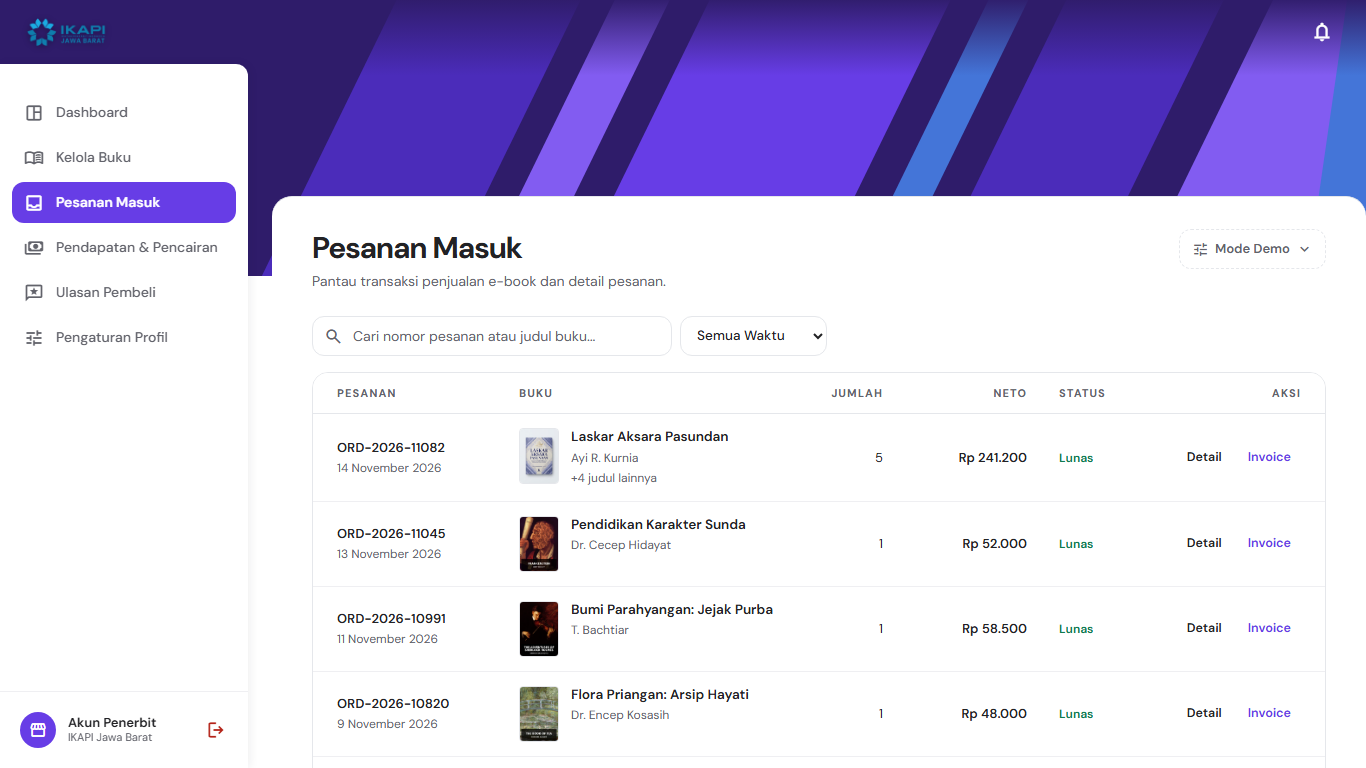 IKAPI
JAWA BARAT
Dashboard
Kelola Buku
Pesanan Masuk
Pendapatan & Pencairan
Ulasan Pembeli
Pengaturan Profil
Akun Penerbit
IKAPI Jawa Barat
Pesanan Masuk
Pantau transaksi penjualan e-book dan detail pesanan.
Mode Demo
Cari nomor pesanan atau judul buku...
Semua Waktu
PESANAN BUKU JUMLAH NETO STATUS AKSI
ORD-2026-11082
14 November 2026
LASKAR
AKSARA
Laskar Aksara Pasundan
Ayi R. Kurnia
+4 judul lainnya
5
Rp 241.200
Lunas
Detail
Invoice
ORD-2026-11045
13 November 2026
Pendidikan Karakter Sunda
Dr. Cecep Hidayat
1
Rp 52.000
Lunas
Detail
Invoice
ORD-2026-10991
11 November 2026
Bumi Parahyangan: Jejak Purba
T. Bachtiar
1
Rp 58.500
Lunas
Detail
Invoice
ORD-2026-10820
9 November 2026
Flora Priangan: Arsip Hayati
Dr. Encep Kosasih
1
Rp 48.000
Lunas
Detail
Invoice